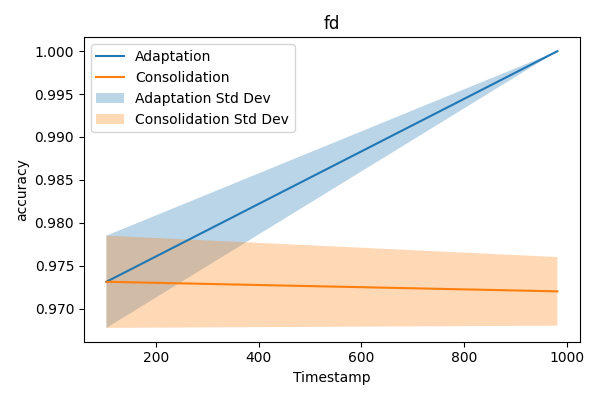 fd
1.000
0.995
0.990
0.985
0.980
0.975
0.970
accuracy
Adaptation
Consolidation
Adaptation Std Dev
Consolidation Std Dev
200
400
600
800
1000
Timestamp